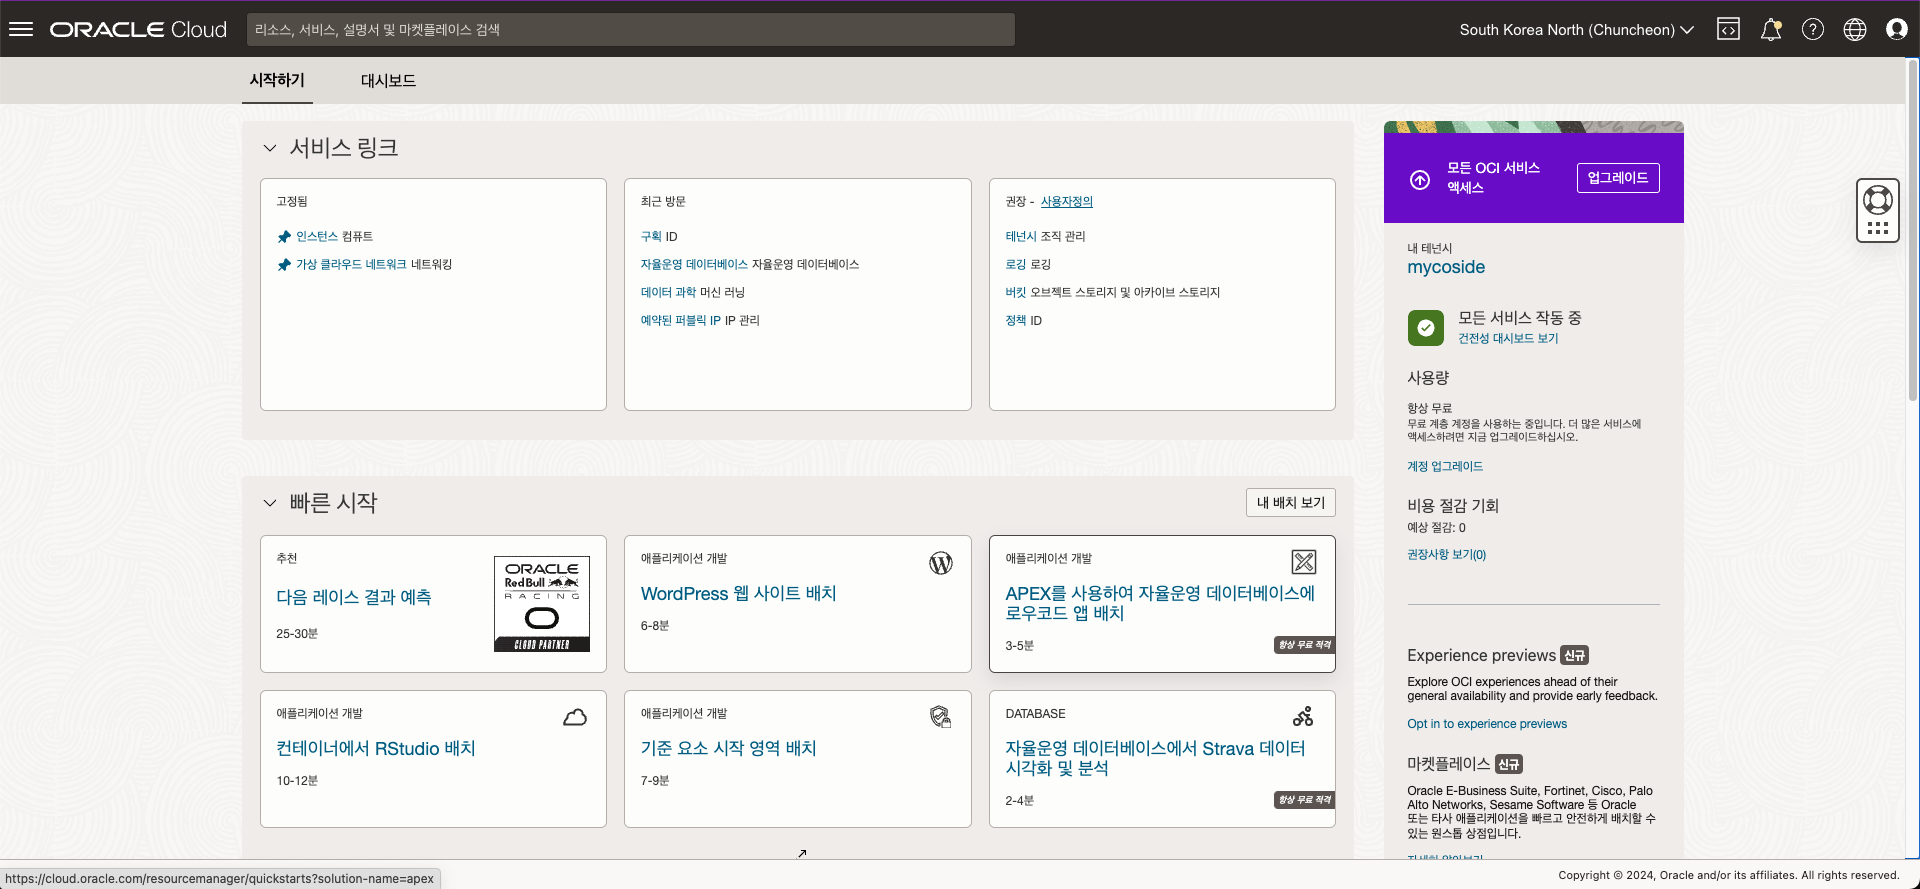 ORACLE Cloud
리소스, 서비스, 설명서 및 마켓플레이스 검색
South Korea North (Chuncheon)
시작하기
대시보드
서비스 링크
고정됨
인스턴스 컴퓨트
가상 클라우드 네트워크 네트워킹
최근 방문
구획 ID
자율운영 데이터베이스 자율운영 데이터베이스
데이터 과학 머신 러닝
예약된 퍼블릭 IP IP 관리
권장 - 사용자정의
테넌시 조직 관리
로깅 로깅
버킷 오브젝트 스토리지 및 아카이브 스토리지
정책 ID
빠른 시작
내 배치 보기
추천
다음 레이스 결과 예측
25-30분
ORACLE
Red Bull
RACING
CLOUD PARTNER
애플리케이션 개발
WordPress 웹 사이트 배치
6-8분
애플리케이션 개발
APEX를 사용하여 자율운영 데이터베이스에
로우코드 앱 배치
3-5분
항상 무료 적격
애플리케이션 개발
컨테이너에서 RStudio 배치
10-12분
애플리케이션 개발
기준 요소 시작 영역 배치
7-9분
DATABASE
자율운영 데이터베이스에서 Strava 데이터
시각화 및 분석
2-4분
항상 무료 적격
모든 OCI 서비스
액세스
업그레이드
내 테넌시
mycoside
모든 서비스 작동 중
건전성 대시보드 보기
사용량
항상 무료
무료 계층 계정을 사용하는 중입니다. 더 많은 서비스에
액세스하려면 지금 업그레이드하십시오.
계정 업그레이드
비용 절감 기회
예상 절감: 0
권장사항 보기(0)
Experience previews 신규
Explore OCI experiences ahead of their
general availability and provide early feedback.
Opt in to experience previews
마켓플레이스 신규
Oracle E-Business Suite, Fortinet, Cisco, Palo
Alto Networks, Sesame Software 등 Oracle
또는 타사 애플리케이션을 빠르고 안전하게 배치할 수
있는 원스톱 상점입니다.
자세히 알아보기
https://cloud.oracle.com/resourcemanager/quickstarts?solution-name=apex
Copyright © 2024, Oracle and/or its affiliates. All rights reserved.